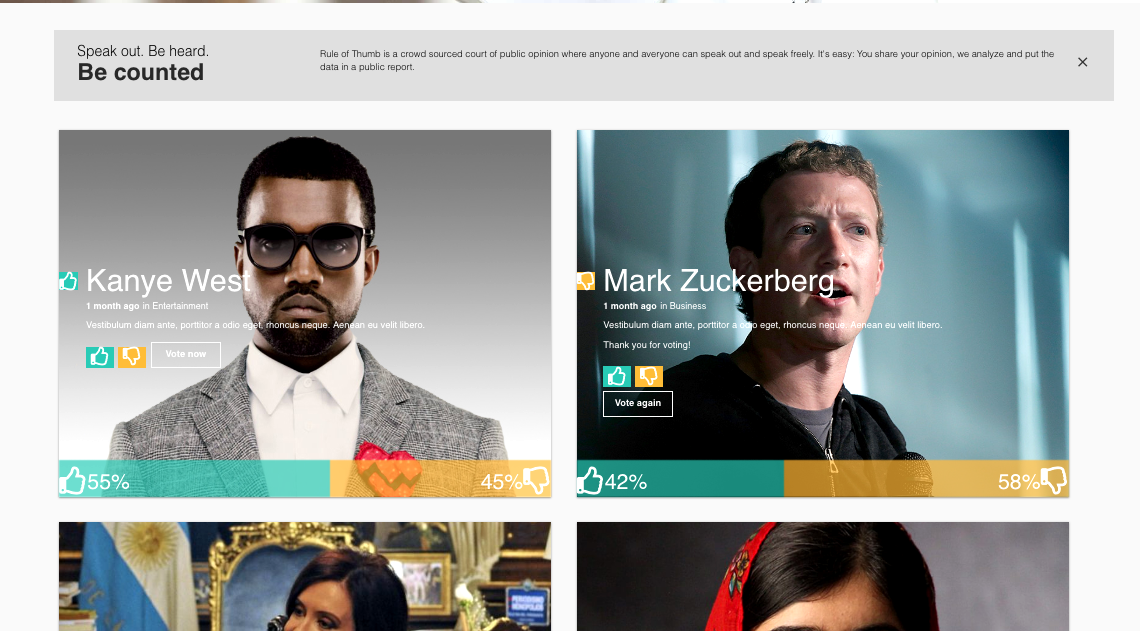 Speak out. Be heard.
Be counted
Rule of Thumb is a crowd sourced court of public opinion where anyone and averyone can speak out and speak freely. It's easy: You share your opinion, we analyze and put the
data in a public report.
Kanye West
1 month ago in Entertainment
Vestibulum diam ante, porttitor a odio eget, rhoncus neque. Aenean eu velit libero.
Vote now
55%
45%
Mark Zuckerberg
1 month ago in Business
Vestibulum diam ante, porttitor a odio eget, rhoncus neque. Aenean eu velit libero.
Thank you for voting!
Vote again
42%
58%